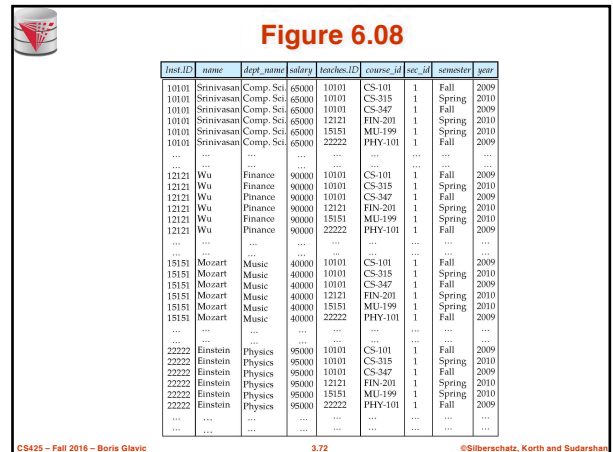 Figure 6.08
Inst.ID name dept_name salary teaches.ID course_id sec_id semester year
10101 Srinivasan Comp. Sci. 65000 10101 CS-101 1 Fall 2009
10101 Srinivasan Comp. Sci. 65000 10101 CS-315 1 Spring 2010
10101 Srinivasan Comp. Sci. 65000 10101 CS-347 1 Fall 2009
10101 Srinivasan Comp. Sci. 65000 12121 FIN-201 1 Spring 2010
10101 Srinivasan Comp. Sci. 65000 15151 MU-199 1 Spring 2010
10101 Srinivasan Comp. Sci. 65000 22222 PHY-101 1 Fall 2009
... ... ... ... ... ... ... ... ...
... ... ... ... ... ... ... ... ...
12121 Wu Finance 90000 10101 CS-101 1 Fall 2009
12121 Wu Finance 90000 10101 CS-315 1 Spring 2010
12121 Wu Finance 90000 10101 CS-347 1 Fall 2009
12121 Wu Pinance 90000 12121 FIN-201 1 Spring 2010
12121 Wu Finance 90000 15151 MU-199 1 Spring 2010
12121 Wu Pinance 90000 22222 PHY-101 1 Fall 2009
... ... ... ... ... ... ... ... ...
... ... ... ... ... ... ... ... ...
15151 Mozart Music 40000 10101 CS-101 1 Fall 2009
15151 Mozart Music 40000 10101 CS-315 1 Spring 2010
15151 Mozart Music 40000 10101 CS-347 1 Fall 2009
15151 Mozart Music 40000 12121 FIN-201 1 Spring 2010
15151 Mozart Music 40000 15151 MU-199 1 Spring 2010
15151 Mozart Music 40000 22222 PHY-101 1 Fall 2009
... ... ... ... ... ... ... ... ...
... ... ... ... ... ... ... ... ...
22222 Einstein Physics 95000 10101 CS-101 1 Fall 2009
22222 Einstein Physics 95000 10101 CS-315 1 Spring 2010
22222 Einstein Physics 95000 10101 CS-347 1 Fall 2009
22222 Einstein Physics 95000 12121 FIN-201 1 Spring 2010
22222 Einstein Physics 95000 15151 MU-199 1 Spring 2010
22222 Einstein Physics 95000 22222 PHY-101 1 Fall 2009
... ... ... ... ... ... ... ... ...
... ... ... ... ... ... ... ... ...
CS425 – Fall 2016 – Boris Glavic 3.72 ©Silberschatz, Korth and Sudarshan